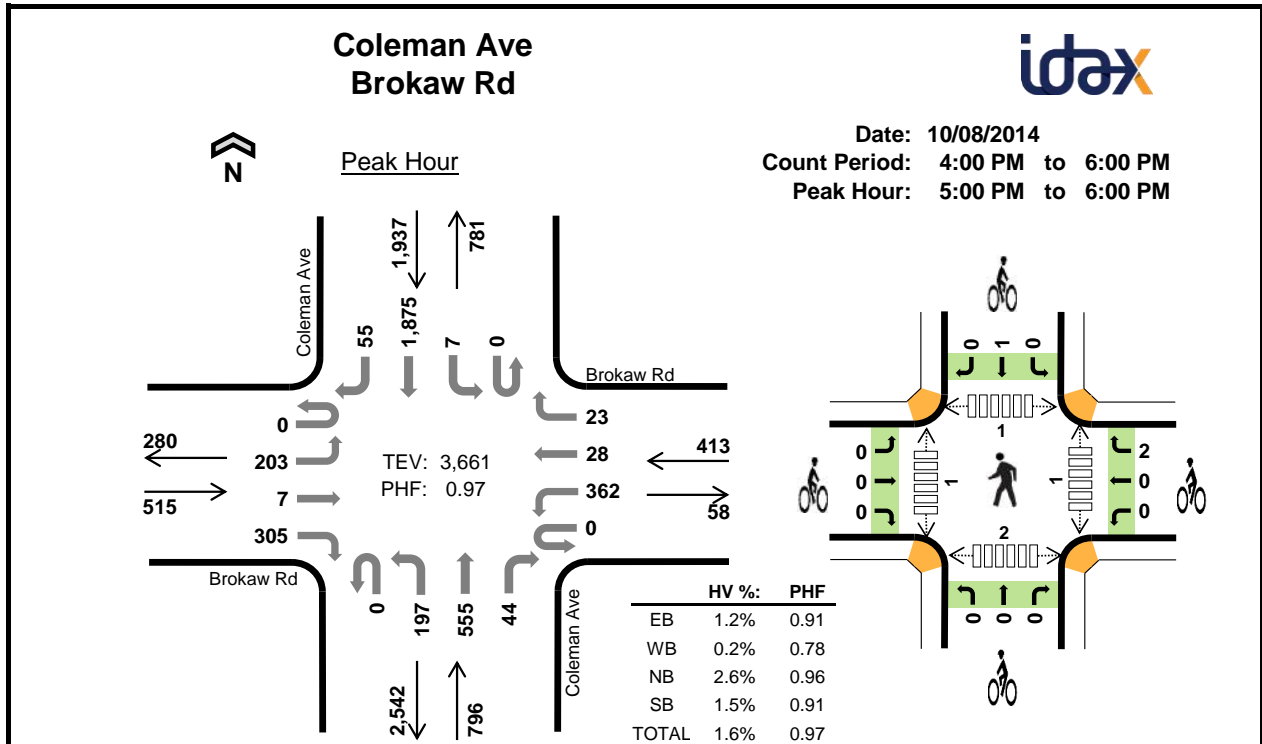 Coleman Ave
Brokaw Rd
idax
Date: 10/08/2014
Count Period: 4:00 PM to 6:00 PM
Peak Hour: 5:00 PM to 6:00 PM
N
Peak Hour
1,937
781
Coleman Ave
55
1,875
7
0
Brokaw Rd
0
203
7
305
280
515
TEV: 3,661
PHF: 0.97
23
28
362
0
413
58
Brokaw Rd
0
197
555
44
Coleman Ave
2,542
796
HV %: PHF
EB 1.2% 0.91
WB 0.2% 0.78
NB 2.6% 0.96
SB 1.5% 0.91
TOTAL 1.6% 0.97
0 1 0
1
0
0
0
1
1
2
0
0
2
0 0 0